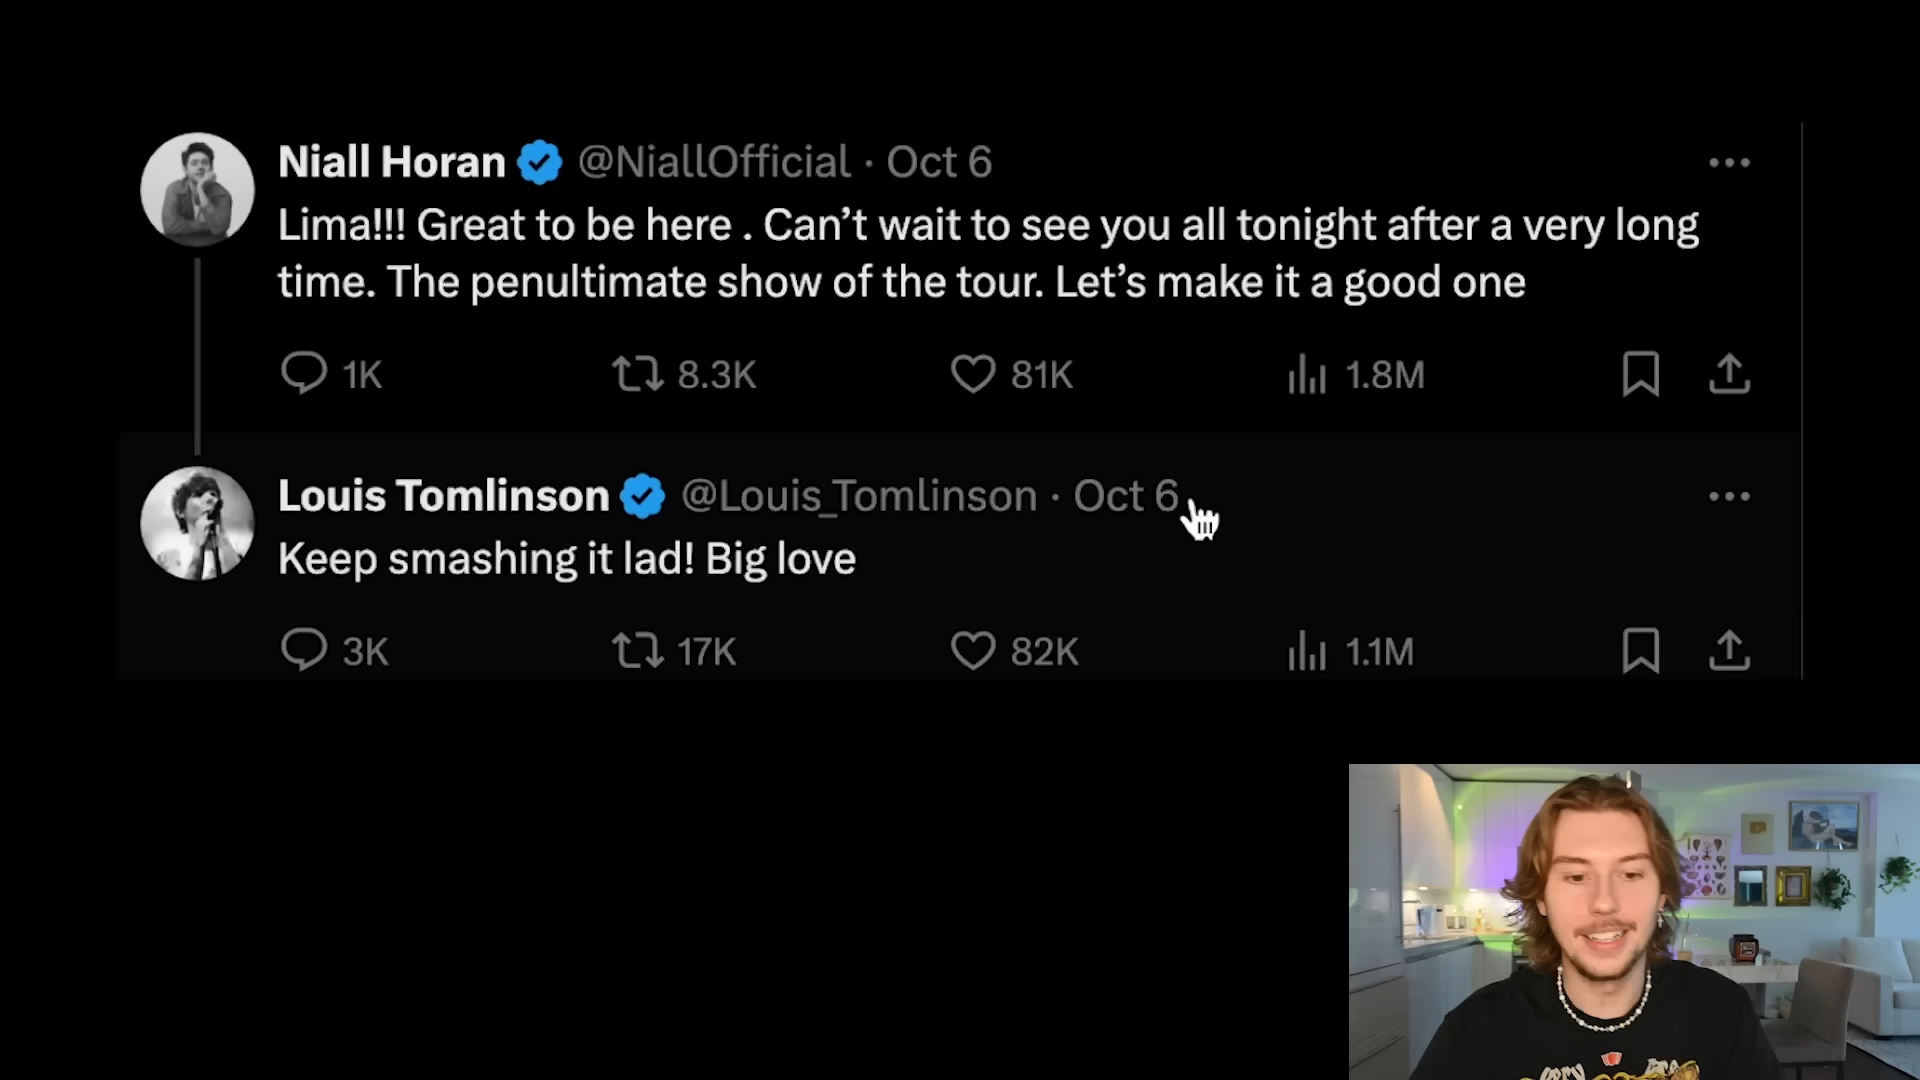 Niall Horan @NiallOfficial · Oct 6
Lima!!! Great to be here . Can’t wait to see you all tonight after a very long
time. The penultimate show of the tour. Let’s make it a good one
1K 8.3K 81K 1.8M
Louis Tomlinson @Louis_Tomlinson · Oct 6
Keep smashing it lad! Big love
3K 17K 82K 1.1M